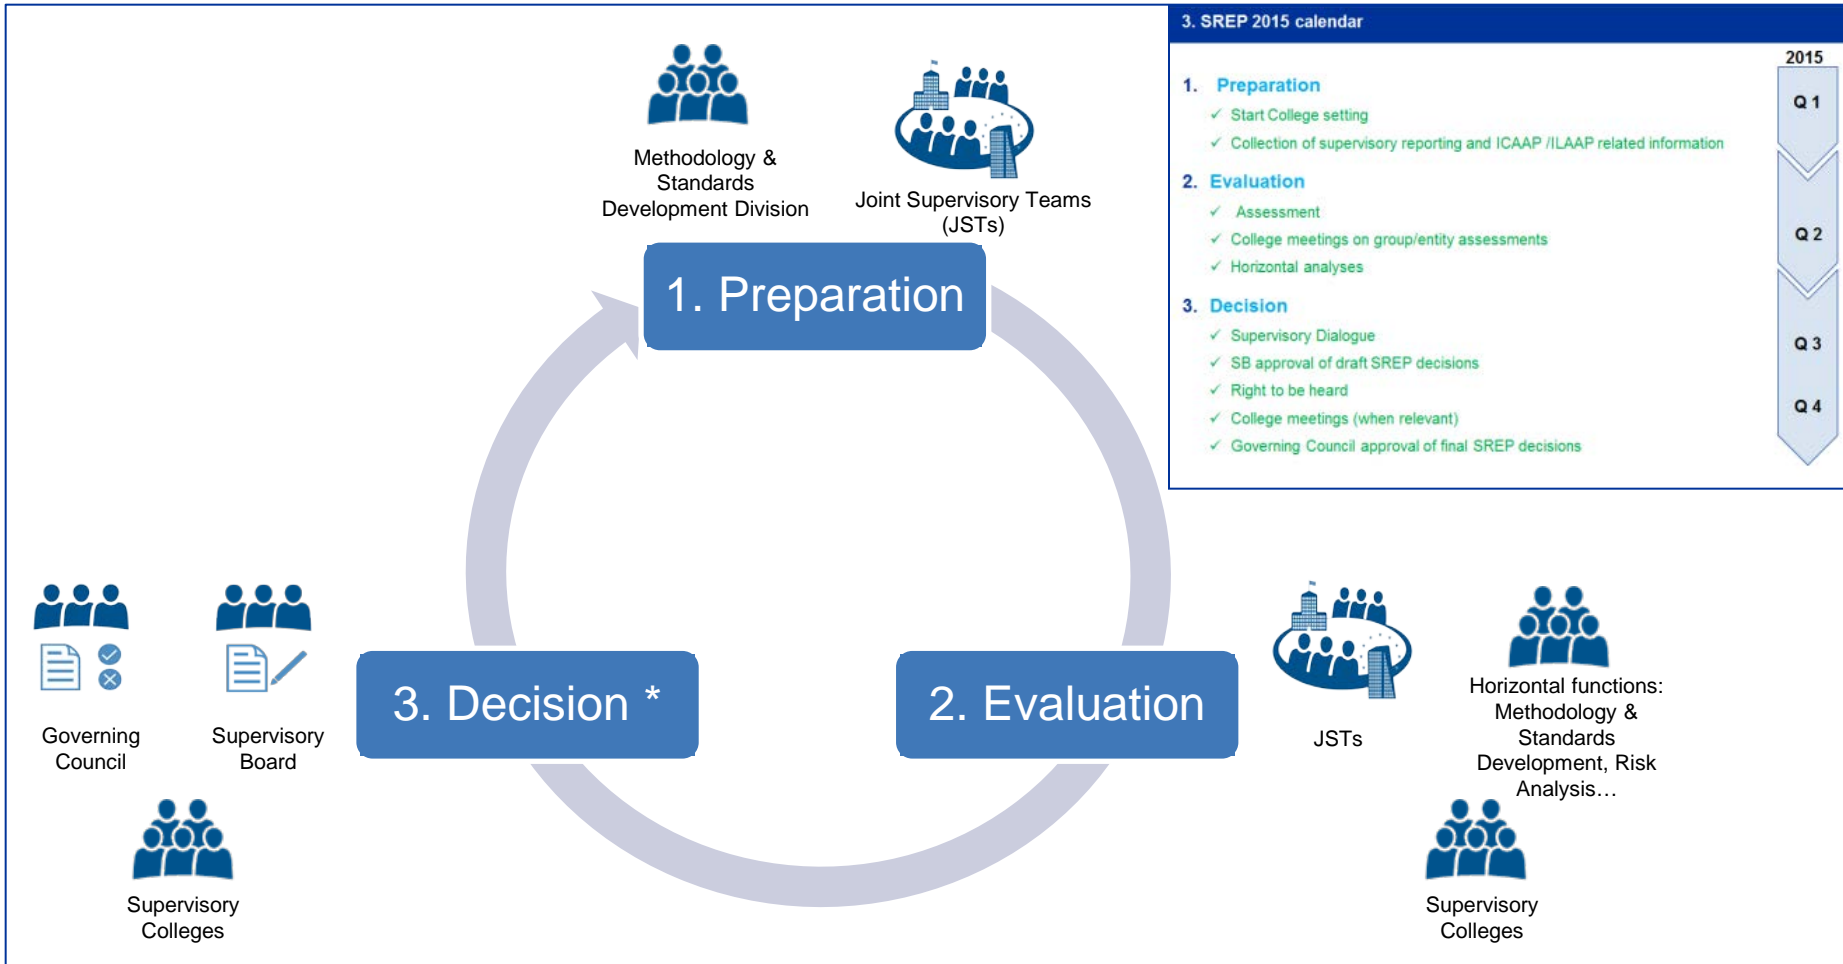 3. SREP 2015 calendar
2015
1. Preparation
✓ Start College setting
✓ Collection of supervisory reporting and ICAAP /ILAAP related information
Q 1
2. Evaluation
✓ Assessment
✓ College meetings on group/entity assessments
✓ Horizontal analyses
Q 2
3. Decision
✓ Supervisory Dialogue
✓ SB approval of draft SREP decisions
✓ Right to be heard
✓ College meetings (when relevant)
✓ Governing Council approval of final SREP decisions
Q 3
Q 4
Methodology &
Standards
Development Division
Joint Supervisory Teams
(JSTs)
1. Preparation
2. Evaluation
JSTs
Horizontal functions:
Methodology &
Standards
Development, Risk
Analysis…
Supervisory
Colleges
3. Decision *
Governing
Council
Supervisory
Board
Supervisory
Colleges